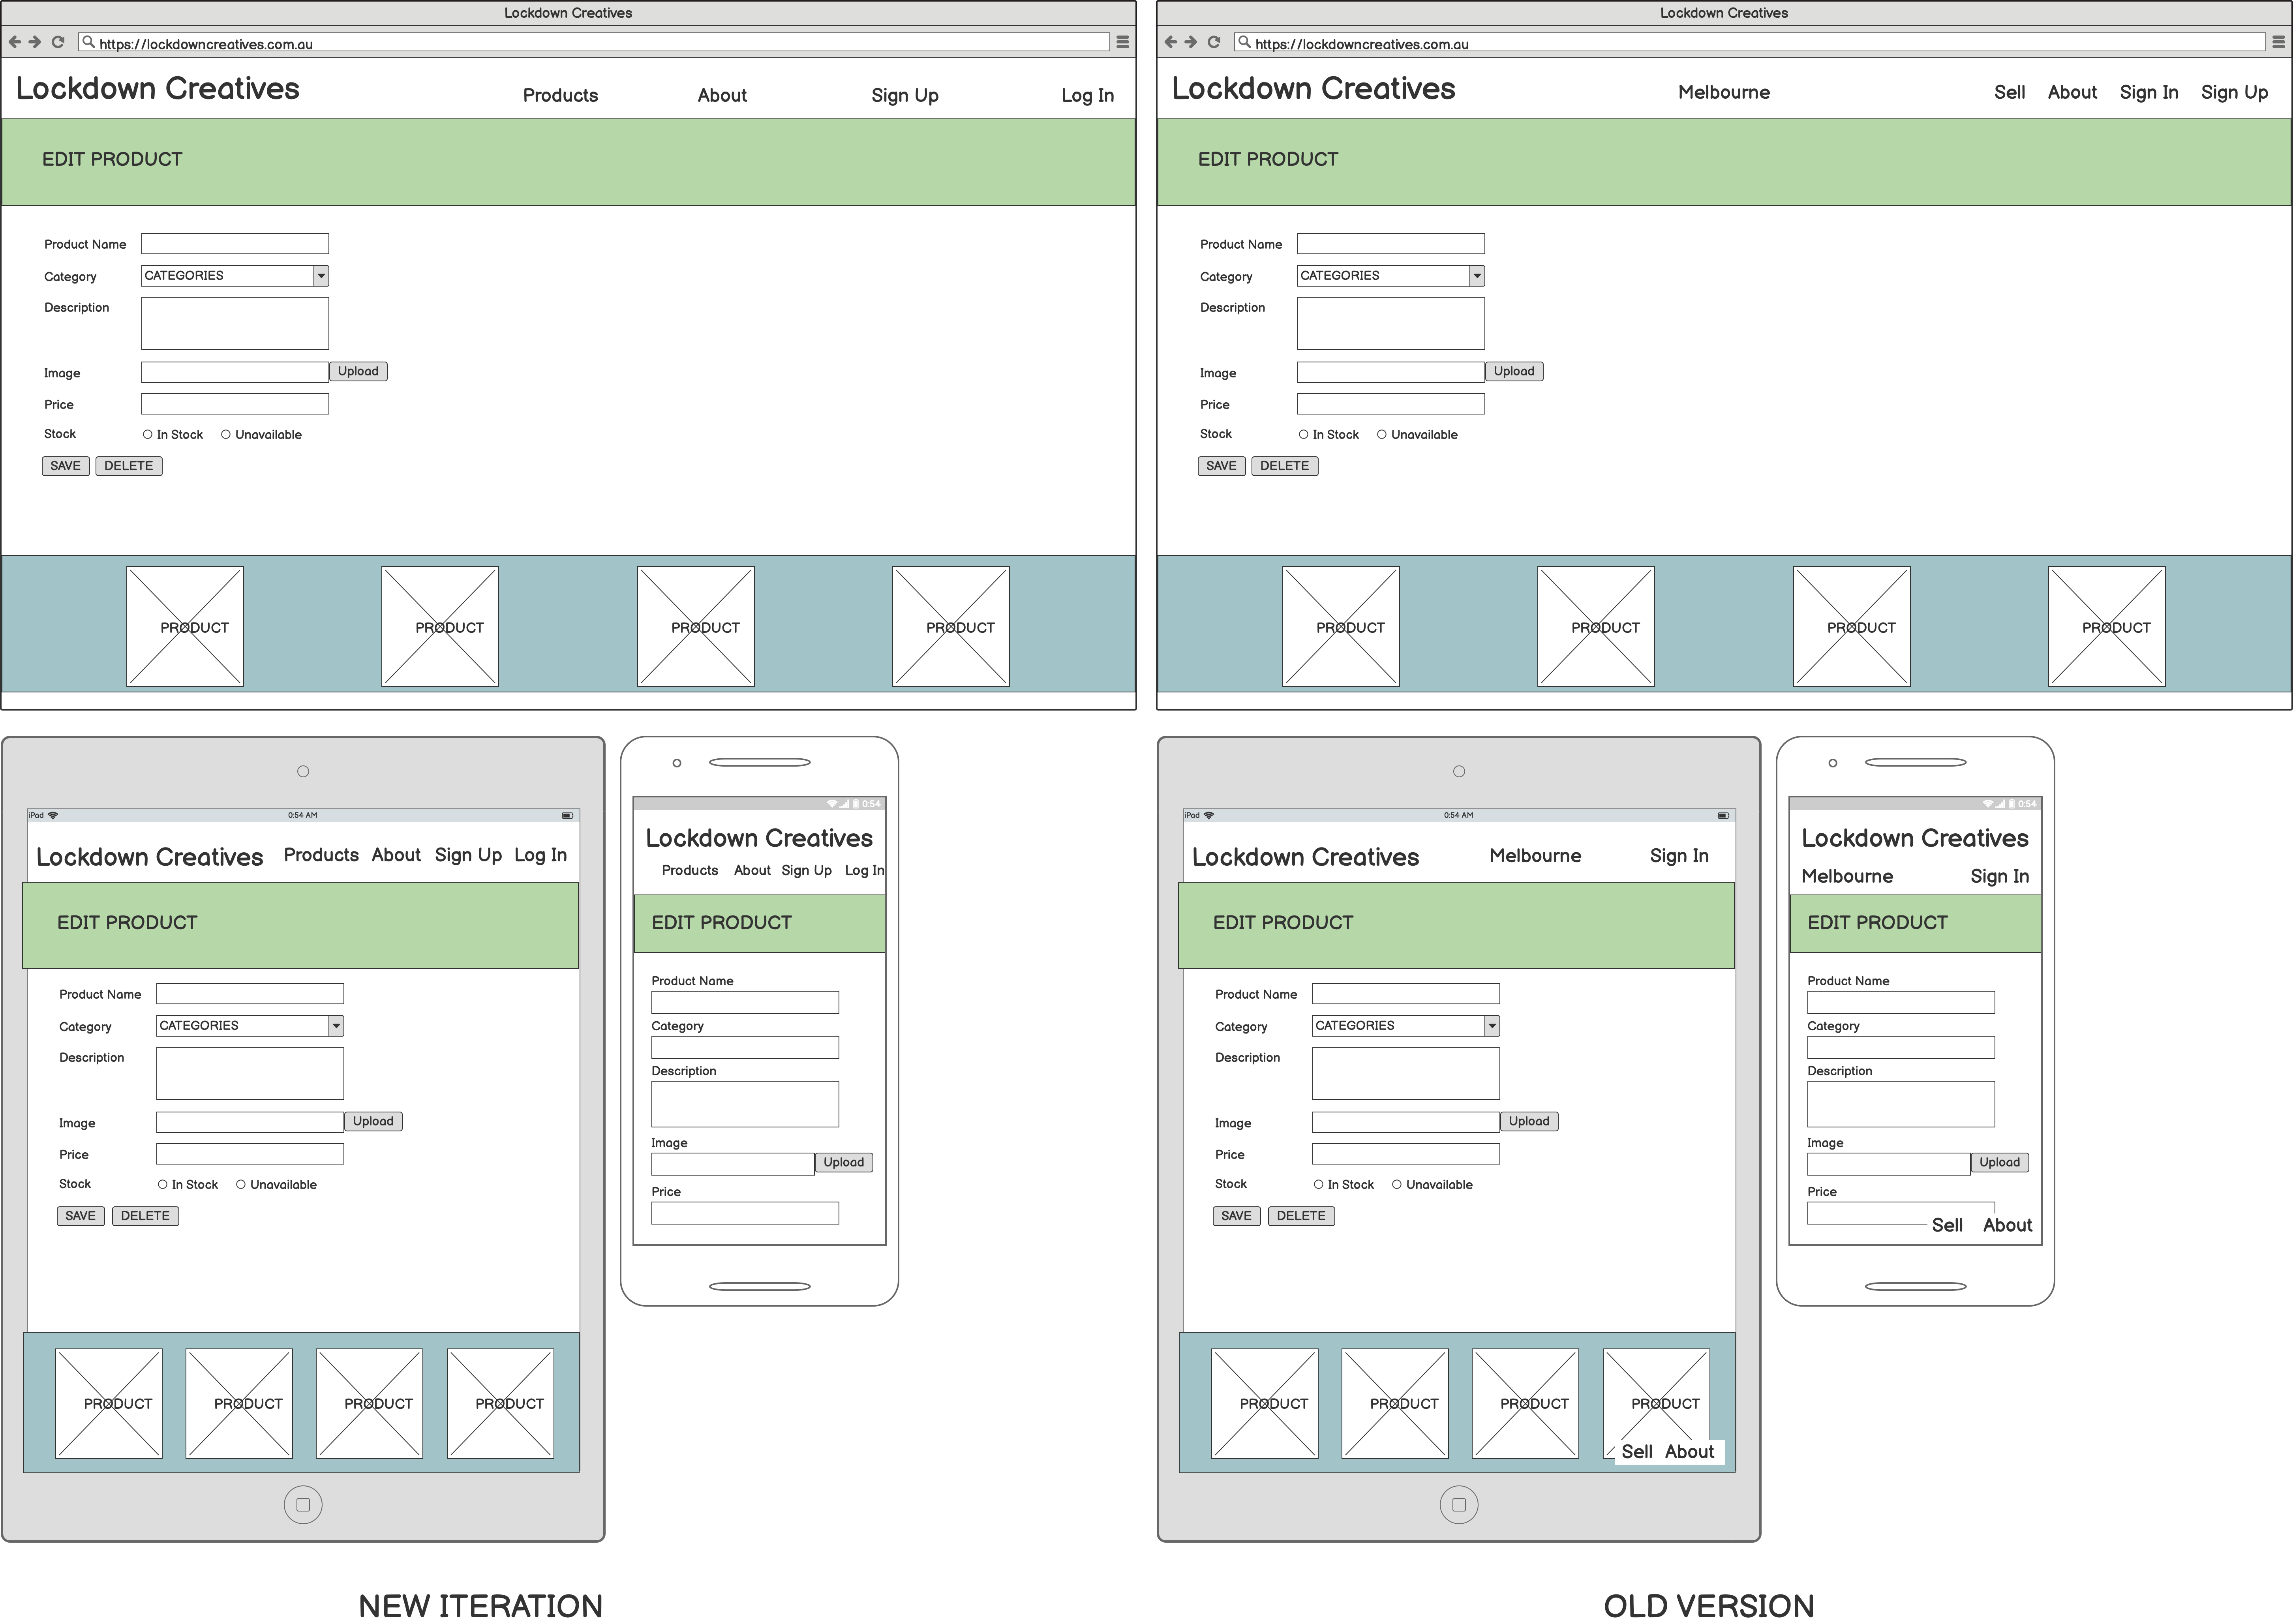 Lockdown Creatives
https://lockdowncreatives.com.au
Lockdown Creatives Products About Sign Up Log In
EDIT PRODUCT
Product Name
Category CATEGORIES
Description
Image Upload
Price
Stock In Stock Unavailable
SAVE DELETE
PRODUCT PRODUCT PRODUCT PRODUCT
Lockdown Creatives
https://lockdowncreatives.com.au
Lockdown Creatives Melbourne Sell About Sign In Sign Up
EDIT PRODUCT
Product Name
Category CATEGORIES
Description
Image Upload
Price
Stock In Stock Unavailable
SAVE DELETE
PRODUCT PRODUCT PRODUCT PRODUCT
iPad 0:54 AM
Lockdown Creatives Products About Sign Up Log In
EDIT PRODUCT
Product Name
Category CATEGORIES
Description
Image Upload
Price
Stock In Stock Unavailable
SAVE DELETE
PRODUCT PRODUCT PRODUCT PRODUCT
0:54
Lockdown Creatives
Products About Sign Up Log In
EDIT PRODUCT
Product Name
Category
Description
Image
Upload
Price
iPad 0:54 AM
Lockdown Creatives Melbourne Sign In
EDIT PRODUCT
Product Name
Category CATEGORIES
Description
Image Upload
Price
Stock In Stock Unavailable
SAVE DELETE
PRODUCT PRODUCT PRODUCT PRODUCT
Sell About
0:54
Lockdown Creatives
Melbourne Sign In
EDIT PRODUCT
Product Name
Category
Description
Image
Upload
Price
Sell About
NEW ITERATION
OLD VERSION